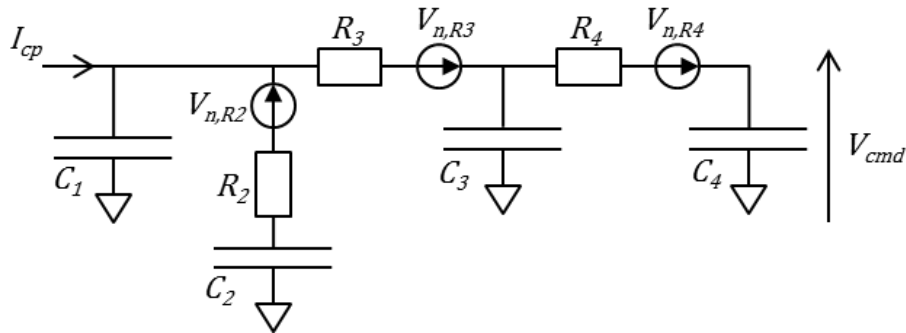 I_cp
R_3
V_n,R3
R_4
V_n,R4
V_n,R2
C_1
R_2
C_2
C_3
C_4
V_cmd